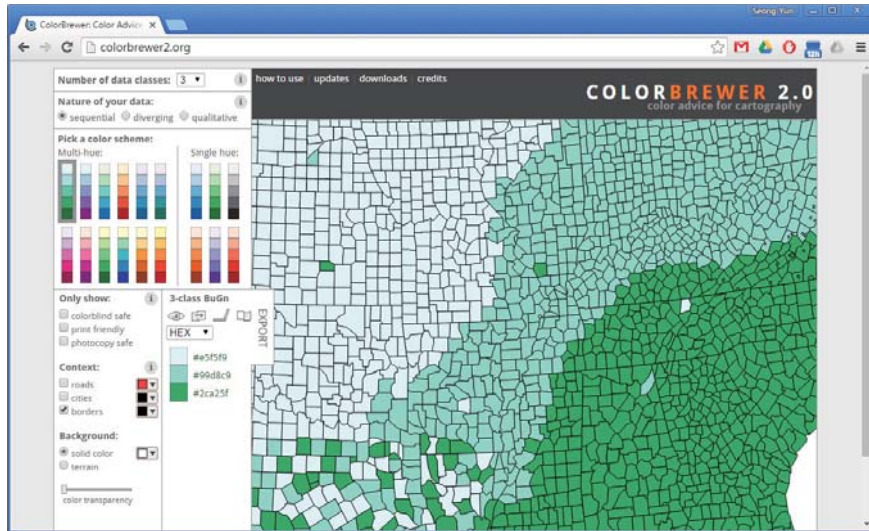 Seong-Yun
ColorBrewer: Color Advice
colorbrewer2.org
12h
Number of data classes: 3
how to use | updates | downloads | credits
COLORBREWER 2.0
color advice for cartography
Nature of your data:
sequential diverging qualitative
Pick a color scheme:
Multi-hue: Single hue:
Only show:
colorblind safe
print friendly
photocopy safe
Context:
roads
cities
borders
Background:
solid color
terrain
color transparency
3-class BuGn
EXPORT
HEX
#e5f5f9
#99d8c9
#2ca25f